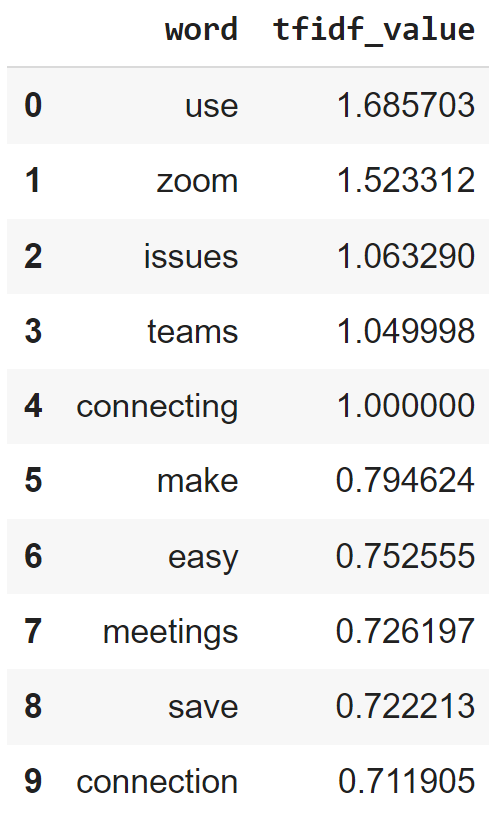 word tfidf_value
0 use 1.685703
1 zoom 1.523312
2 issues 1.063290
3 teams 1.049998
4 connecting 1.000000
5 make 0.794624
6 easy 0.752555
7 meetings 0.726197
8 save 0.722213
9 connection 0.711905